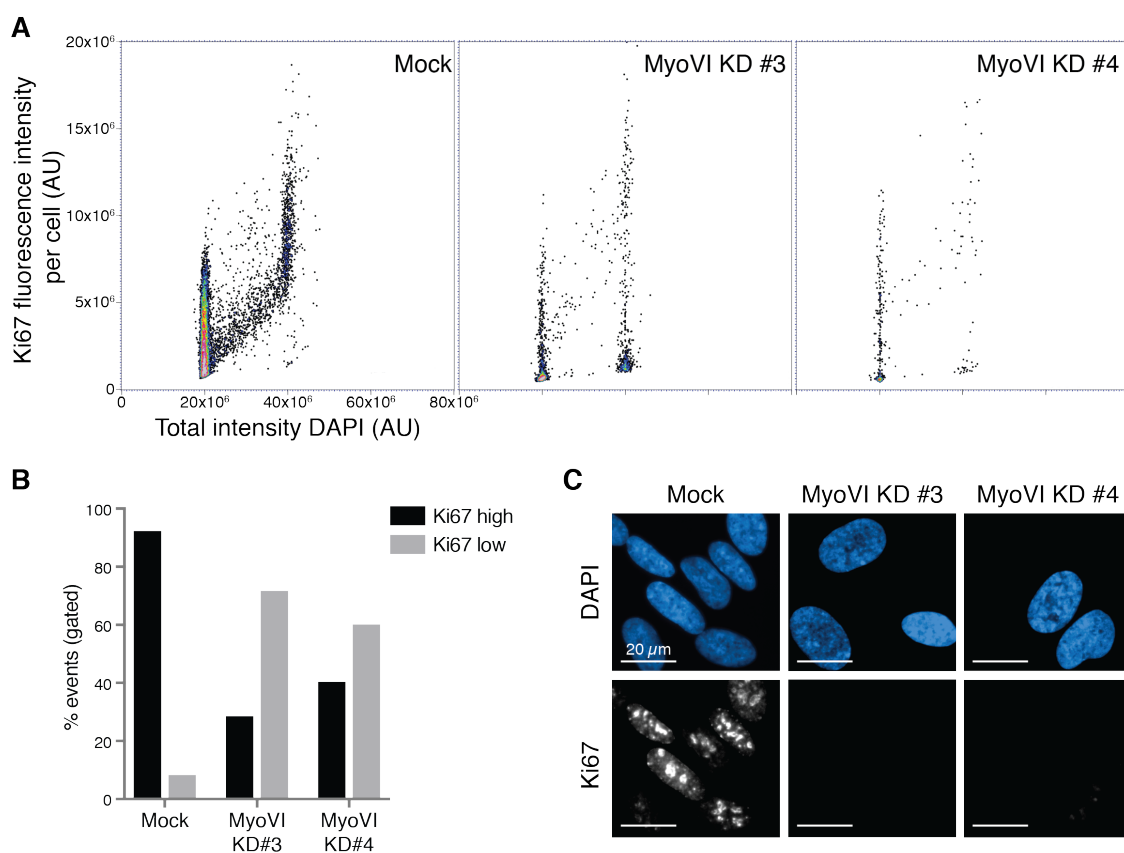 A
Ki67 fluorescence intensity
per cell (AU)
20x10⁶
15x10⁶
10x10⁶
5x10⁶
0
Mock
MyoVI KD #3
MyoVI KD #4
0
20x10⁶
40x10⁶
60x10⁶
80x10⁶
Total intensity DAPI (AU)
B
% events (gated)
100
80
60
40
20
0
Ki67 high
Ki67 low
Mock
MyoVI
KD#3
MyoVI
KD#4
C
Mock
MyoVI KD #3
MyoVI KD #4
DAPI
20 µm
Ki67